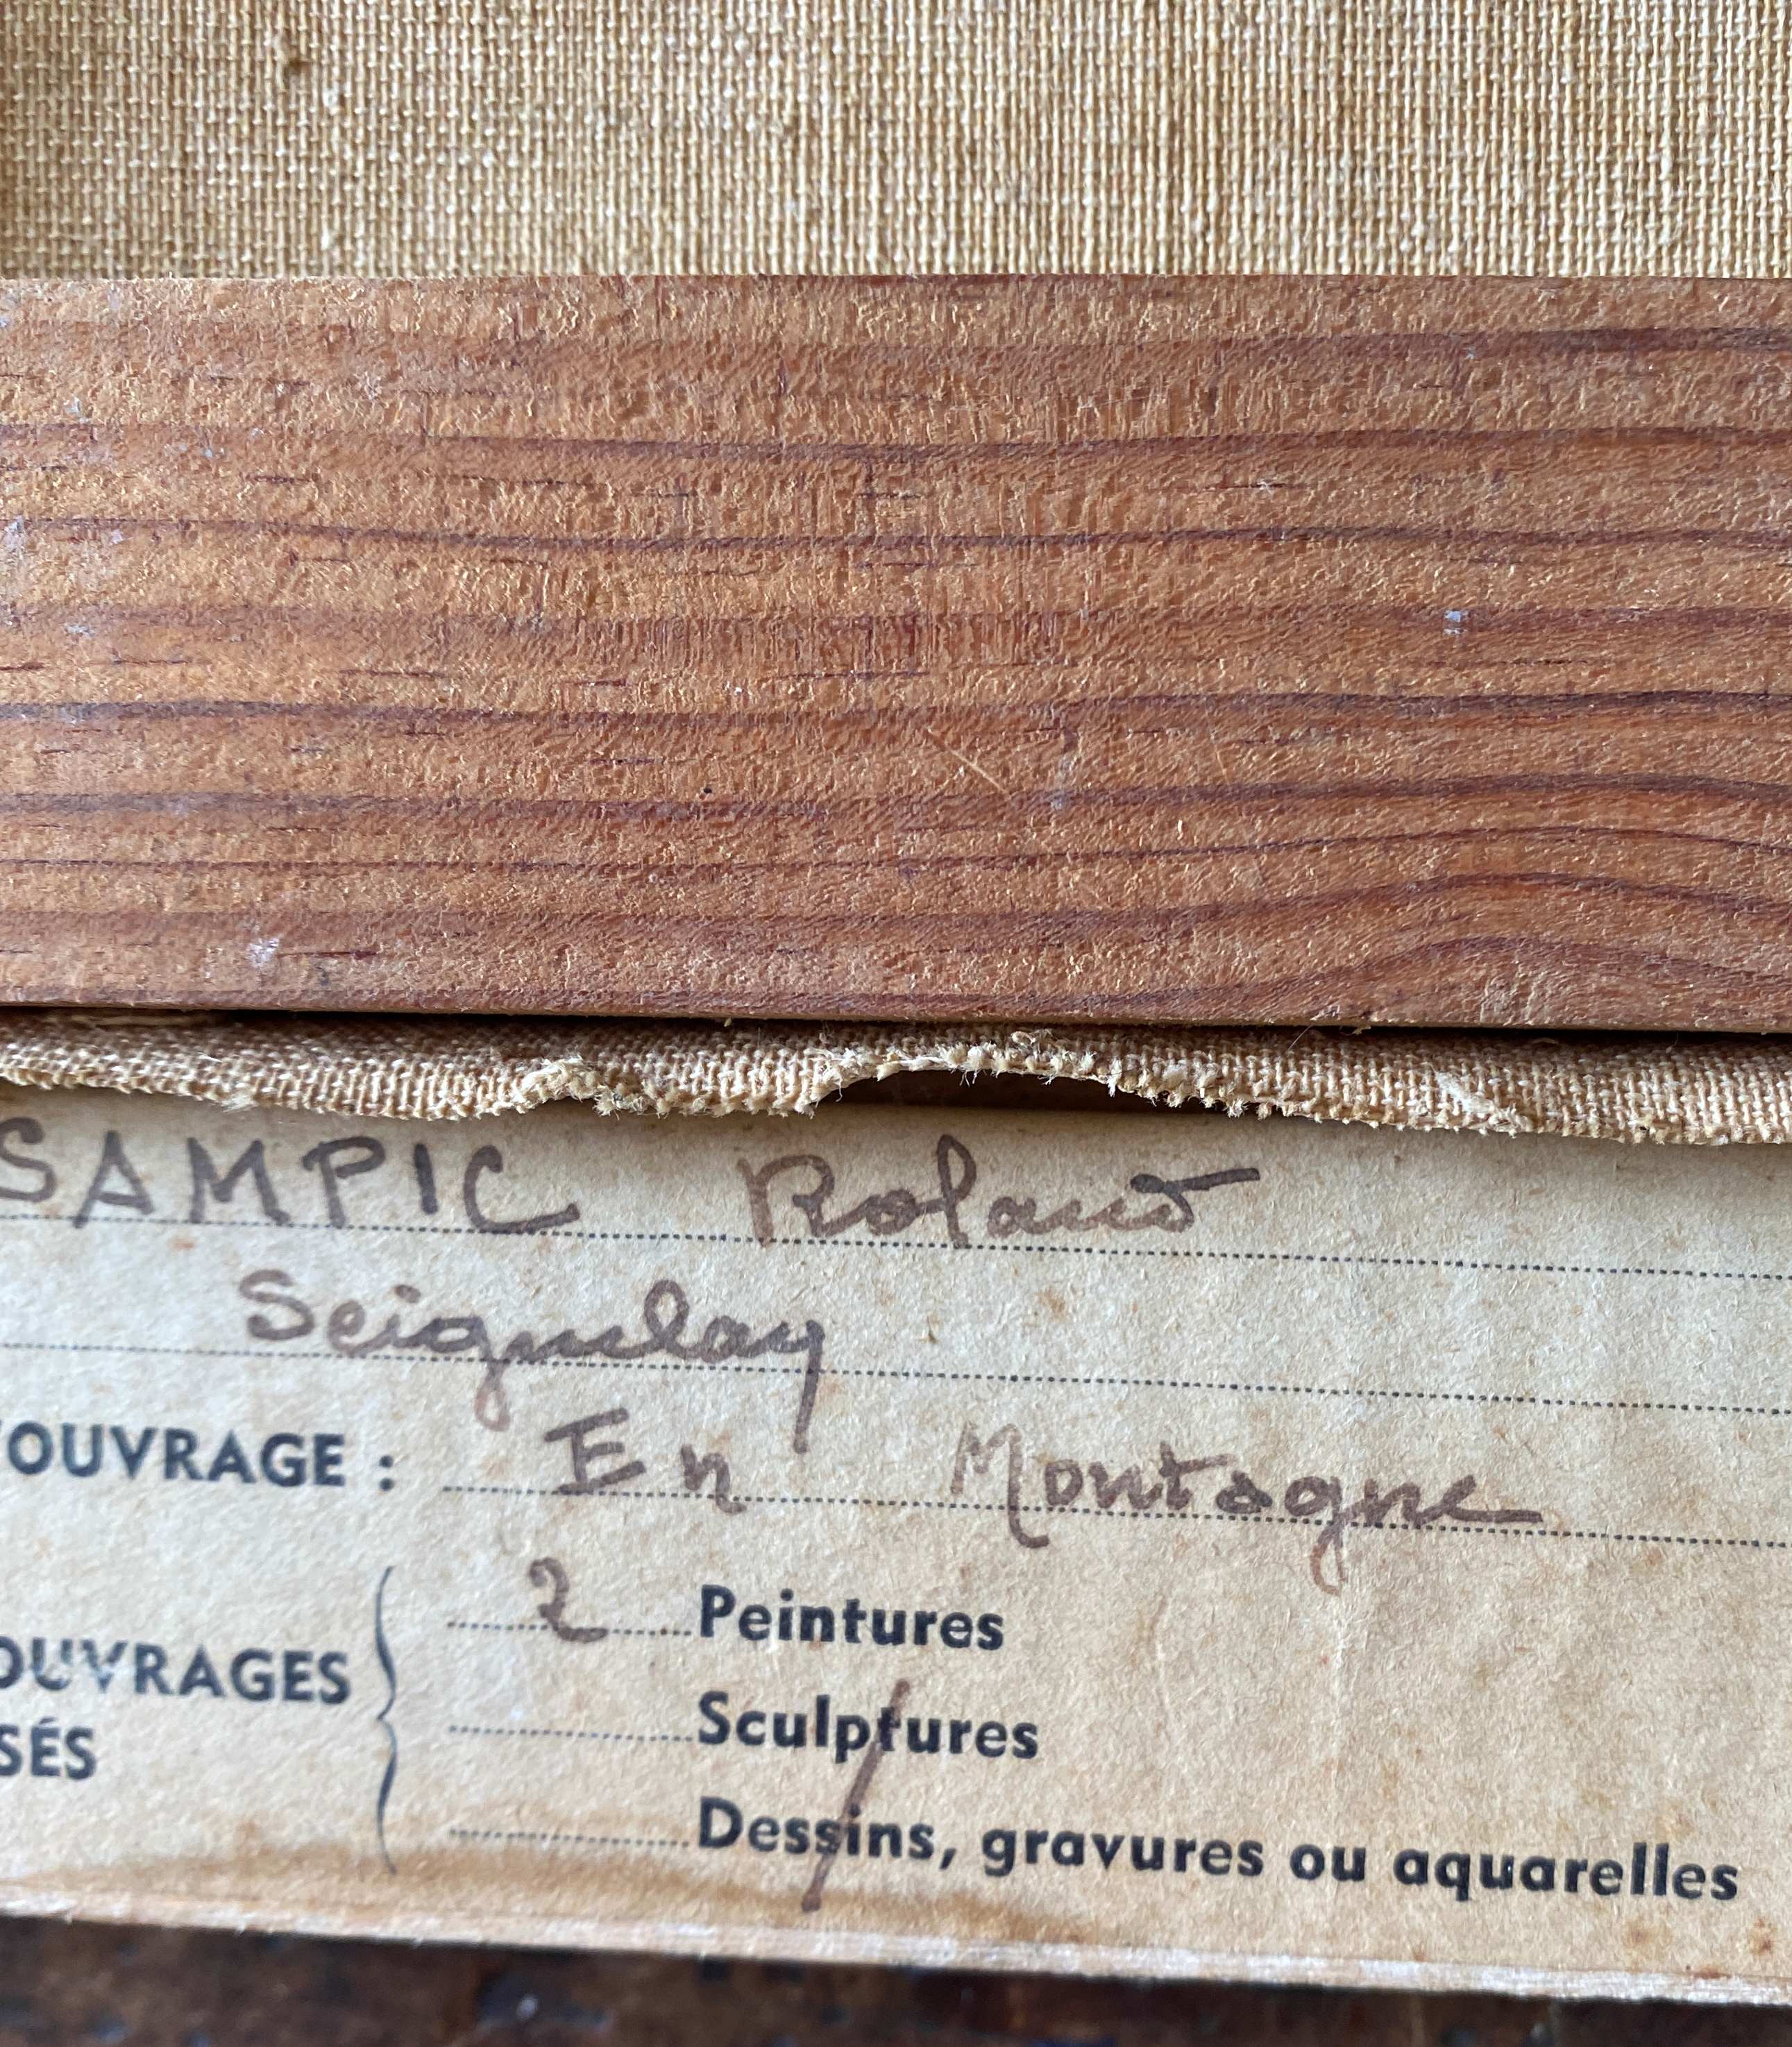 SAMPIC Roland
Seignelay
'OUVRAGE : En Montagne
2 Peintures
OUVRAGES
SÉS
Sculptures
Dessins, gravures ou aquarelles